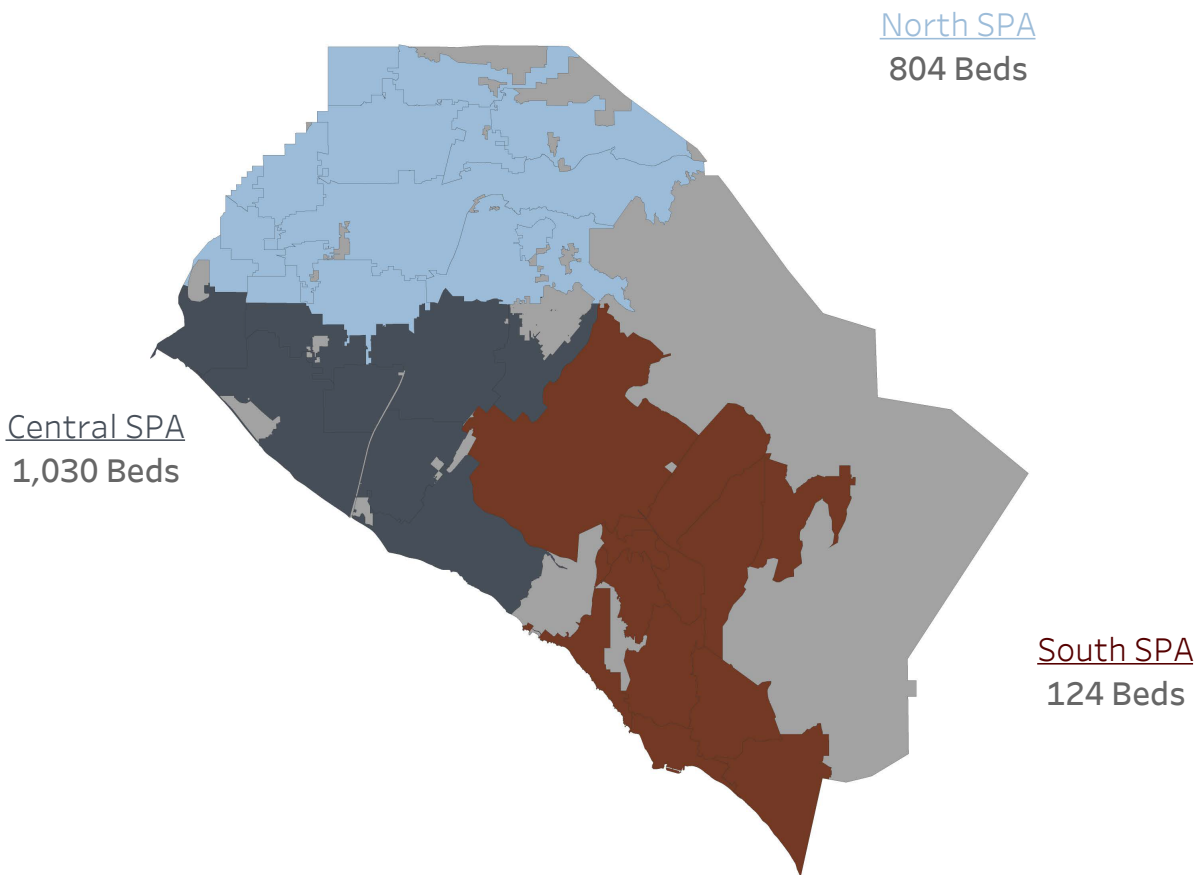 North SPA
804 Beds
Central SPA
1,030 Beds
South SPA
124 Beds